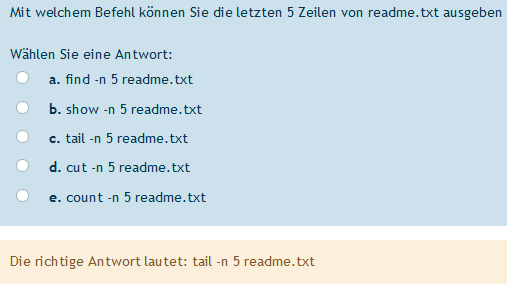 Mit welchem Befehl können Sie die letzten 5 Zeilen von readme.txt ausgeben
Wählen Sie eine Antwort:
a. find -n 5 readme.txt
b. show -n 5 readme.txt
c. tail -n 5 readme.txt
d. cut -n 5 readme.txt
e. count -n 5 readme.txt
Die richtige Antwort lautet: tail -n 5 readme.txt